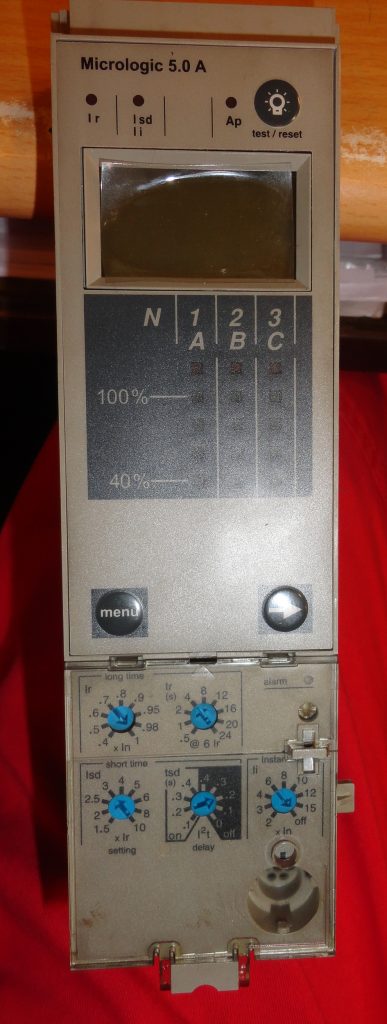 Micrologic 5.0 A
Ir
Isd
Ii
Ap
test / reset
N 1 2 3
A B C
100%
40%
menu
long time
alarm
Ir
.4 .5 .6 .7 .8 .9 .95 .98 1
x In
tr
(s)
.5 1 2 4 8 12 16 20 24
@ 6 Ir
short time
Isd
1.5 2 2.5 3 4 5 6 8 10
x Ir
setting
tsd
(s)
.1 .2 .3 .4 .4 .3 .2 .1 0
on I²t off
delay
instant
Ii
2 3 4 6 8 10 12 15 off
x In